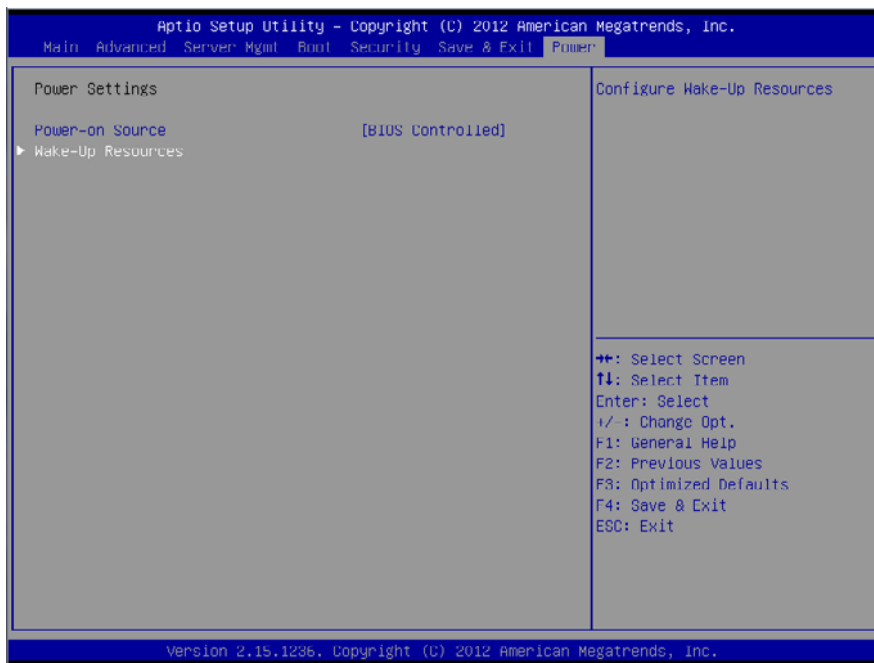 Aptio Setup Utility – Copyright (C) 2012 American Megatrends, Inc.
Main Advanced Server Mgmt Boot Security Save & Exit Power
Power Settings
Power-on Source [BIOS Controlled]
Wake-Up Resources
Configure Wake-Up Resources
→←: Select Screen
↑↓: Select Item
Enter: Select
+/-: Change Opt.
F1: General Help
F2: Previous Values
F3: Optimized Defaults
F4: Save & Exit
ESC: Exit
Version 2.15.1236. Copyright (C) 2012 American Megatrends, Inc.